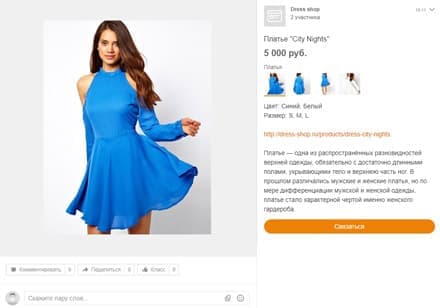 Dress shop
2 участника
Платье "City Nights"
5 000 руб.
Платья
Цвет: Синий, Белый
Размер: S, M, L
http://dress-shop.ru/products/dress-city-nights
Платье — одна из распространённых разновидностей
верхней одежды, обязательно с достаточно длинными
полами, укрывающими тело и верхнюю часть ног. В
прошлом различались мужские и женские платья, но по
мере дифференциации мужской и женской одежды,
платье стало характерной чертой именно женского
гардероба.
Связаться
Комментировать 0
Поделиться 0
Класс 0
Скажите пару слов...